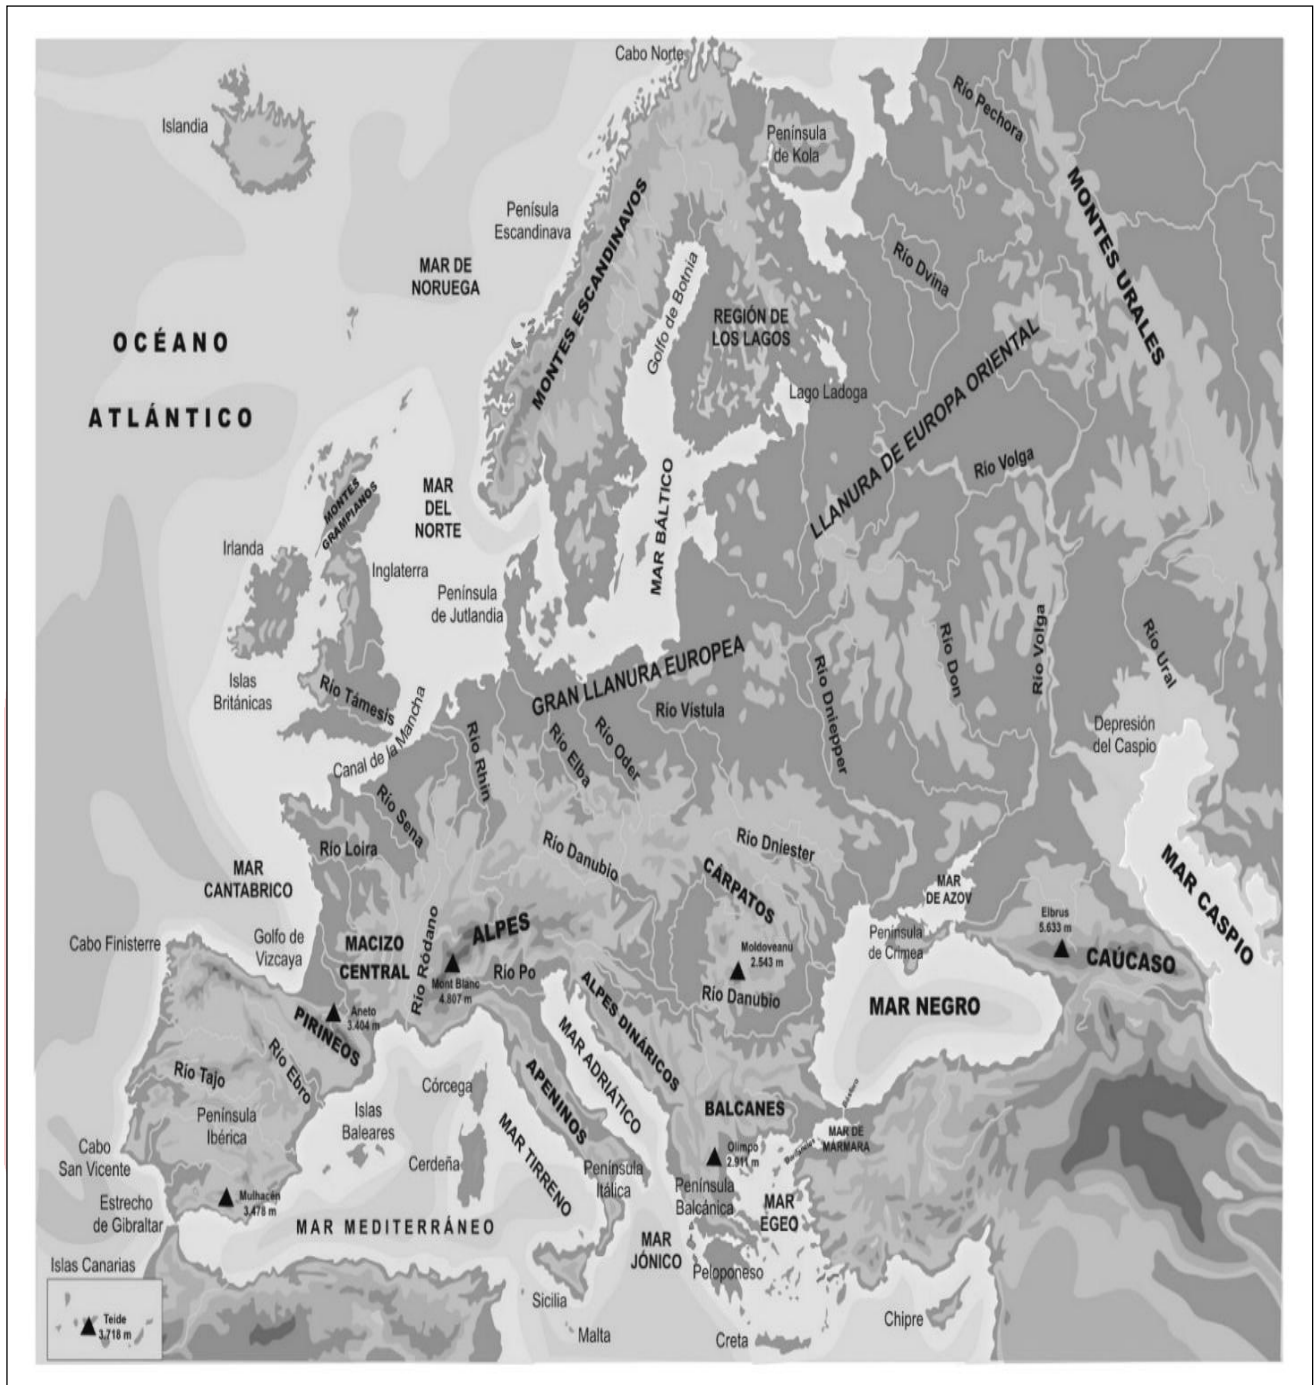 Cabo Norte
Islandia
Río Pechora
Península
de Kola
MONTES URALES
Penísula
Escandinava
MONTES ESCANDINAVOS
MAR DE
NORUEGA
Río Dvina
Golfo de Botnia
REGIÓN DE
LOS LAGOS
OCÉANO
ATLÁNTICO
Lago Ladoga
LLANURA DE EUROPA ORIENTAL
Río Volga
MONTES
GRAMPIANOS
MAR
DEL
NORTE
MAR BÁLTICO
Irlanda
Inglaterra
Península
de Jutlandia
Islas
Británicas
Río Támesis
Canal de la Mancha
GRAN LLANURA EUROPEA
Río Vístula
Río Rhin
Río Elba
Río Oder
Río Dniepper
Río Don
Río Volga
Río Ural
Depresión
del Caspio
Río Sena
Río Loira
Río Danubio
Río Dniester
CÁRPATOS
MAR
CANTABRICO
MAR
DE AZOV
MAR CASPIO
Cabo Finisterre
Golfo de
Vizcaya
MACIZO
CENTRAL
Río Ródano
ALPES
Mont Blanc
4.807 m
Río Po
Moldoveanu
2.543 m
Río Danubio
Península
de Crimea
Elbrus
5.633 m
CAÚCASO
MAR NEGRO
Aneto
3.404 m
PIRINEOS
ALPES DINÁRICOS
MAR ADRIÁTICO
APENINOS
Río Tajo
Río Ebro
Península
Ibérica
Córcega
Islas
Baleares
Cerdeña
MAR TIRRENO
Península
Itálica
BALCANES
Olimpo
2.911 m
Península
Balcánica
MAR DE
MÁRMARA
Cabo
San Vicente
Estrecho
de Gibraltar
Mulhacén
3.478 m
MAR MEDITERRÁNEO
MAR
JÓNICO
MAR
EGEO
Peloponeso
Islas Canarias
Teide
3.718 m
Sicilia
Malta
Creta
Chipre